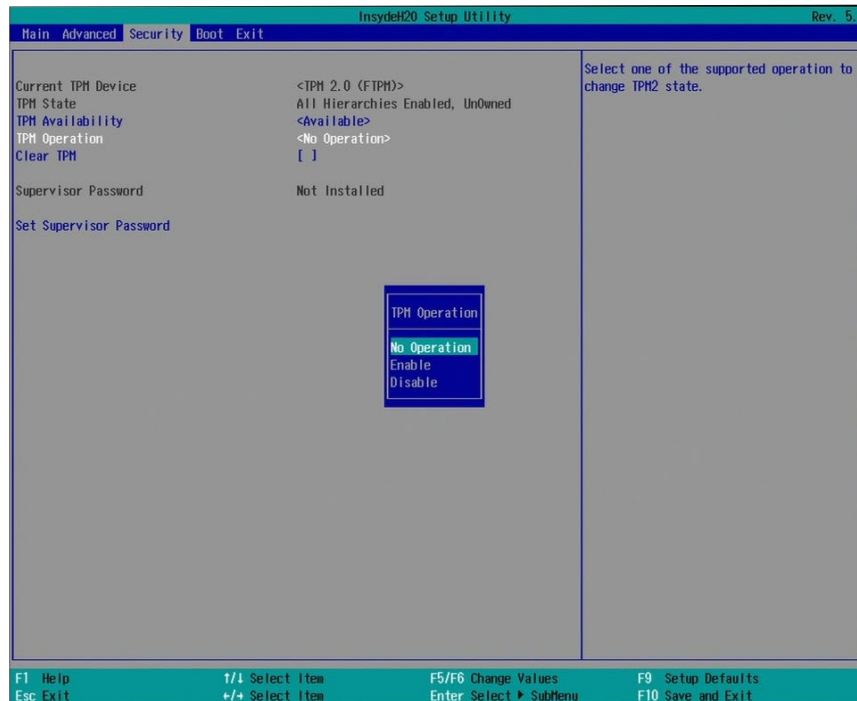 InsydeH20 Setup Utility Rev. 5.
Main Advanced Security Boot Exit
Current TPM Device <TPM 2.0 (FTPM)>
TPM State All Hierarchies Enabled, UnOwned
TPM Availability <Available>
TPM Operation <No Operation>
Clear TPM [ ]
Supervisor Password Not Installed
Set Supervisor Password
Select one of the supported operation to
change TPM2 state.
TPM Operation
No Operation
Enable
Disable
F1 Help ↑/↓ Select Item F5/F6 Change Values F9 Setup Defaults
Esc Exit ←/→ Select Item Enter Select ▶ SubMenu F10 Save and Exit